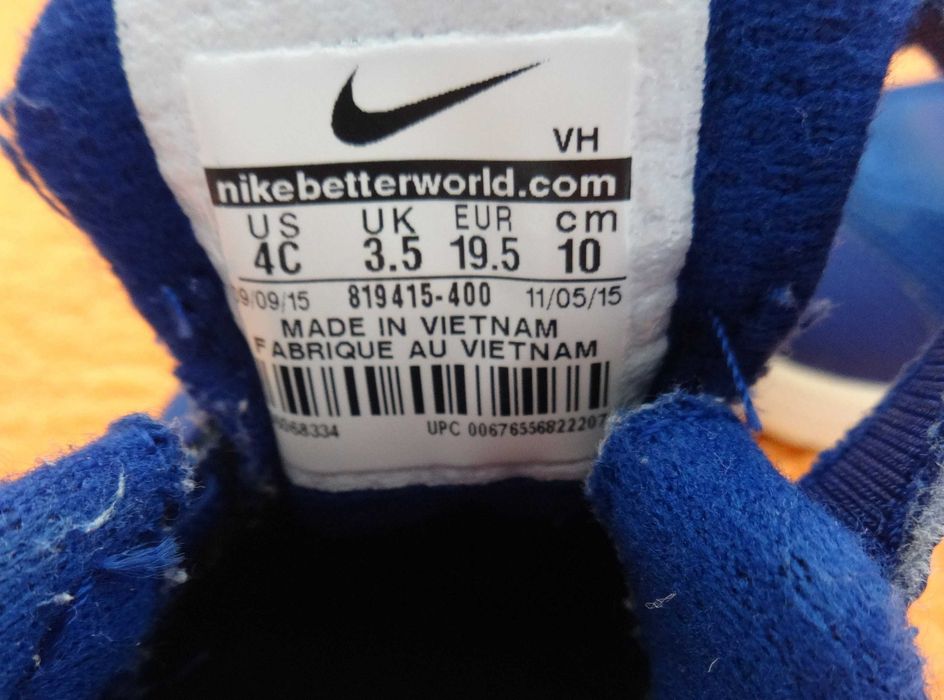 VH
nikebetterworld.com
US UK EUR cm
4C 3.5 19.5 10
819415-400 11/05/15
MADE IN VIETNAM
FABRIQUE AU VIETNAM
UPC